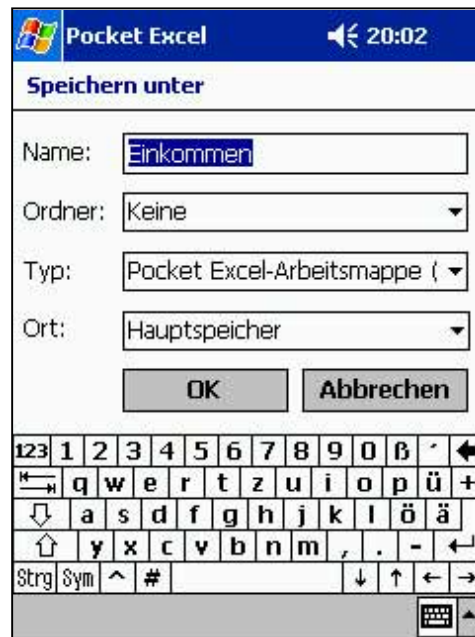 Pocket Excel 20:02
Speichern unter
Name: Einkommen
Ordner: Keine
Typ: Pocket Excel-Arbeitsmappe (
Ort: Hauptspeicher
OK Abbrechen
123 1 2 3 4 5 6 7 8 9 0 ß ´
q w e r t z u i o p ü +
a s d f g h j k l ö ä
y x c v b n m , . -
Strg Sym ^ #